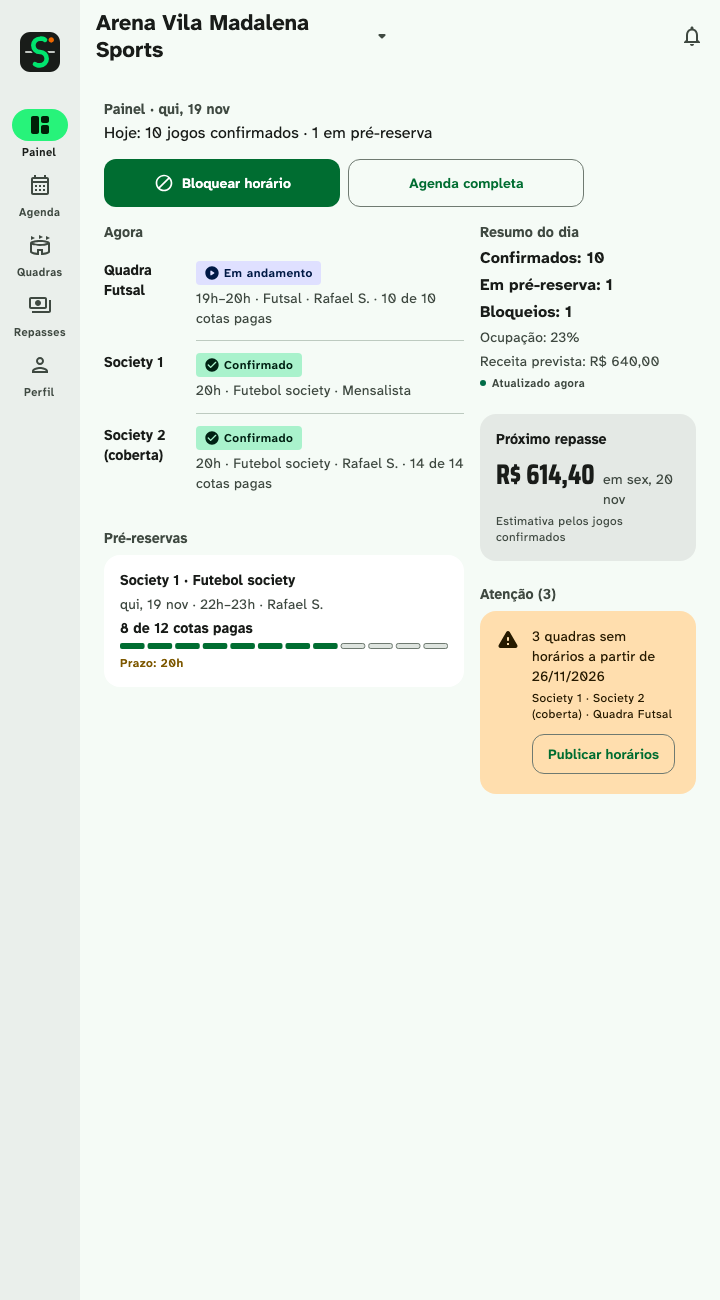 Arena Vila Madalena
Sports
Painel
Agenda
Quadras
Repasses
Perfil
Painel · qui, 19 nov
Hoje: 10 jogos confirmados · 1 em pré-reserva
Bloquear horário
Agenda completa
Agora
Quadra
Futsal
Em andamento
19h–20h · Futsal · Rafael S. · 10 de 10
cotas pagas
Society 1
Confirmado
20h · Futebol society · Mensalista
Society 2
(coberta)
Confirmado
20h · Futebol society · Rafael S. · 14 de 14
cotas pagas
Pré-reservas
Society 1 · Futebol society
qui, 19 nov · 22h–23h · Rafael S.
8 de 12 cotas pagas
Prazo: 20h
Resumo do dia
Confirmados: 10
Em pré-reserva: 1
Bloqueios: 1
Ocupação: 23%
Receita prevista: R$ 640,00
Atualizado agora
Próximo repasse
R$ 614,40 em sex, 20
nov
Estimativa pelos jogos
confirmados
Atenção (3)
3 quadras sem
horários a partir de
26/11/2026
Society 1 · Society 2
(coberta) · Quadra Futsal
Publicar horários